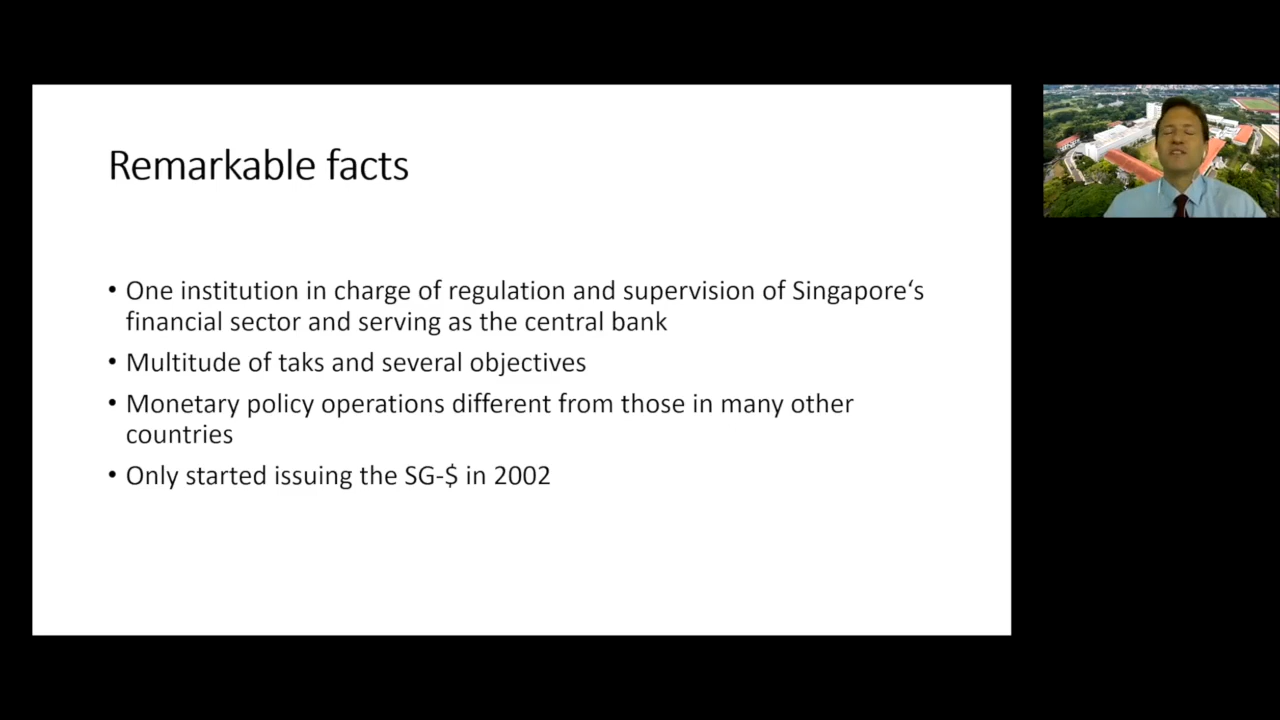 Remarkable facts
• One institution in charge of regulation and supervision of Singapore‘s
financial sector and serving as the central bank
• Multitude of taks and several objectives
• Monetary policy operations different from those in many other
countries
• Only started issuing the SG-$ in 2002